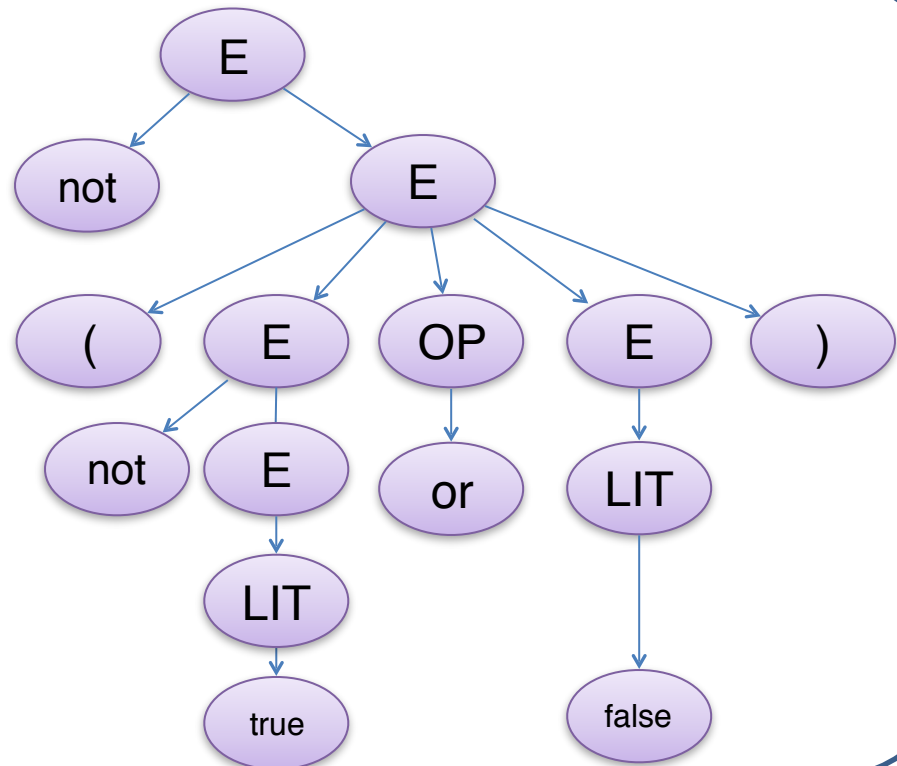 E
not
E
( E OP E )
not E or LIT
LIT
true false